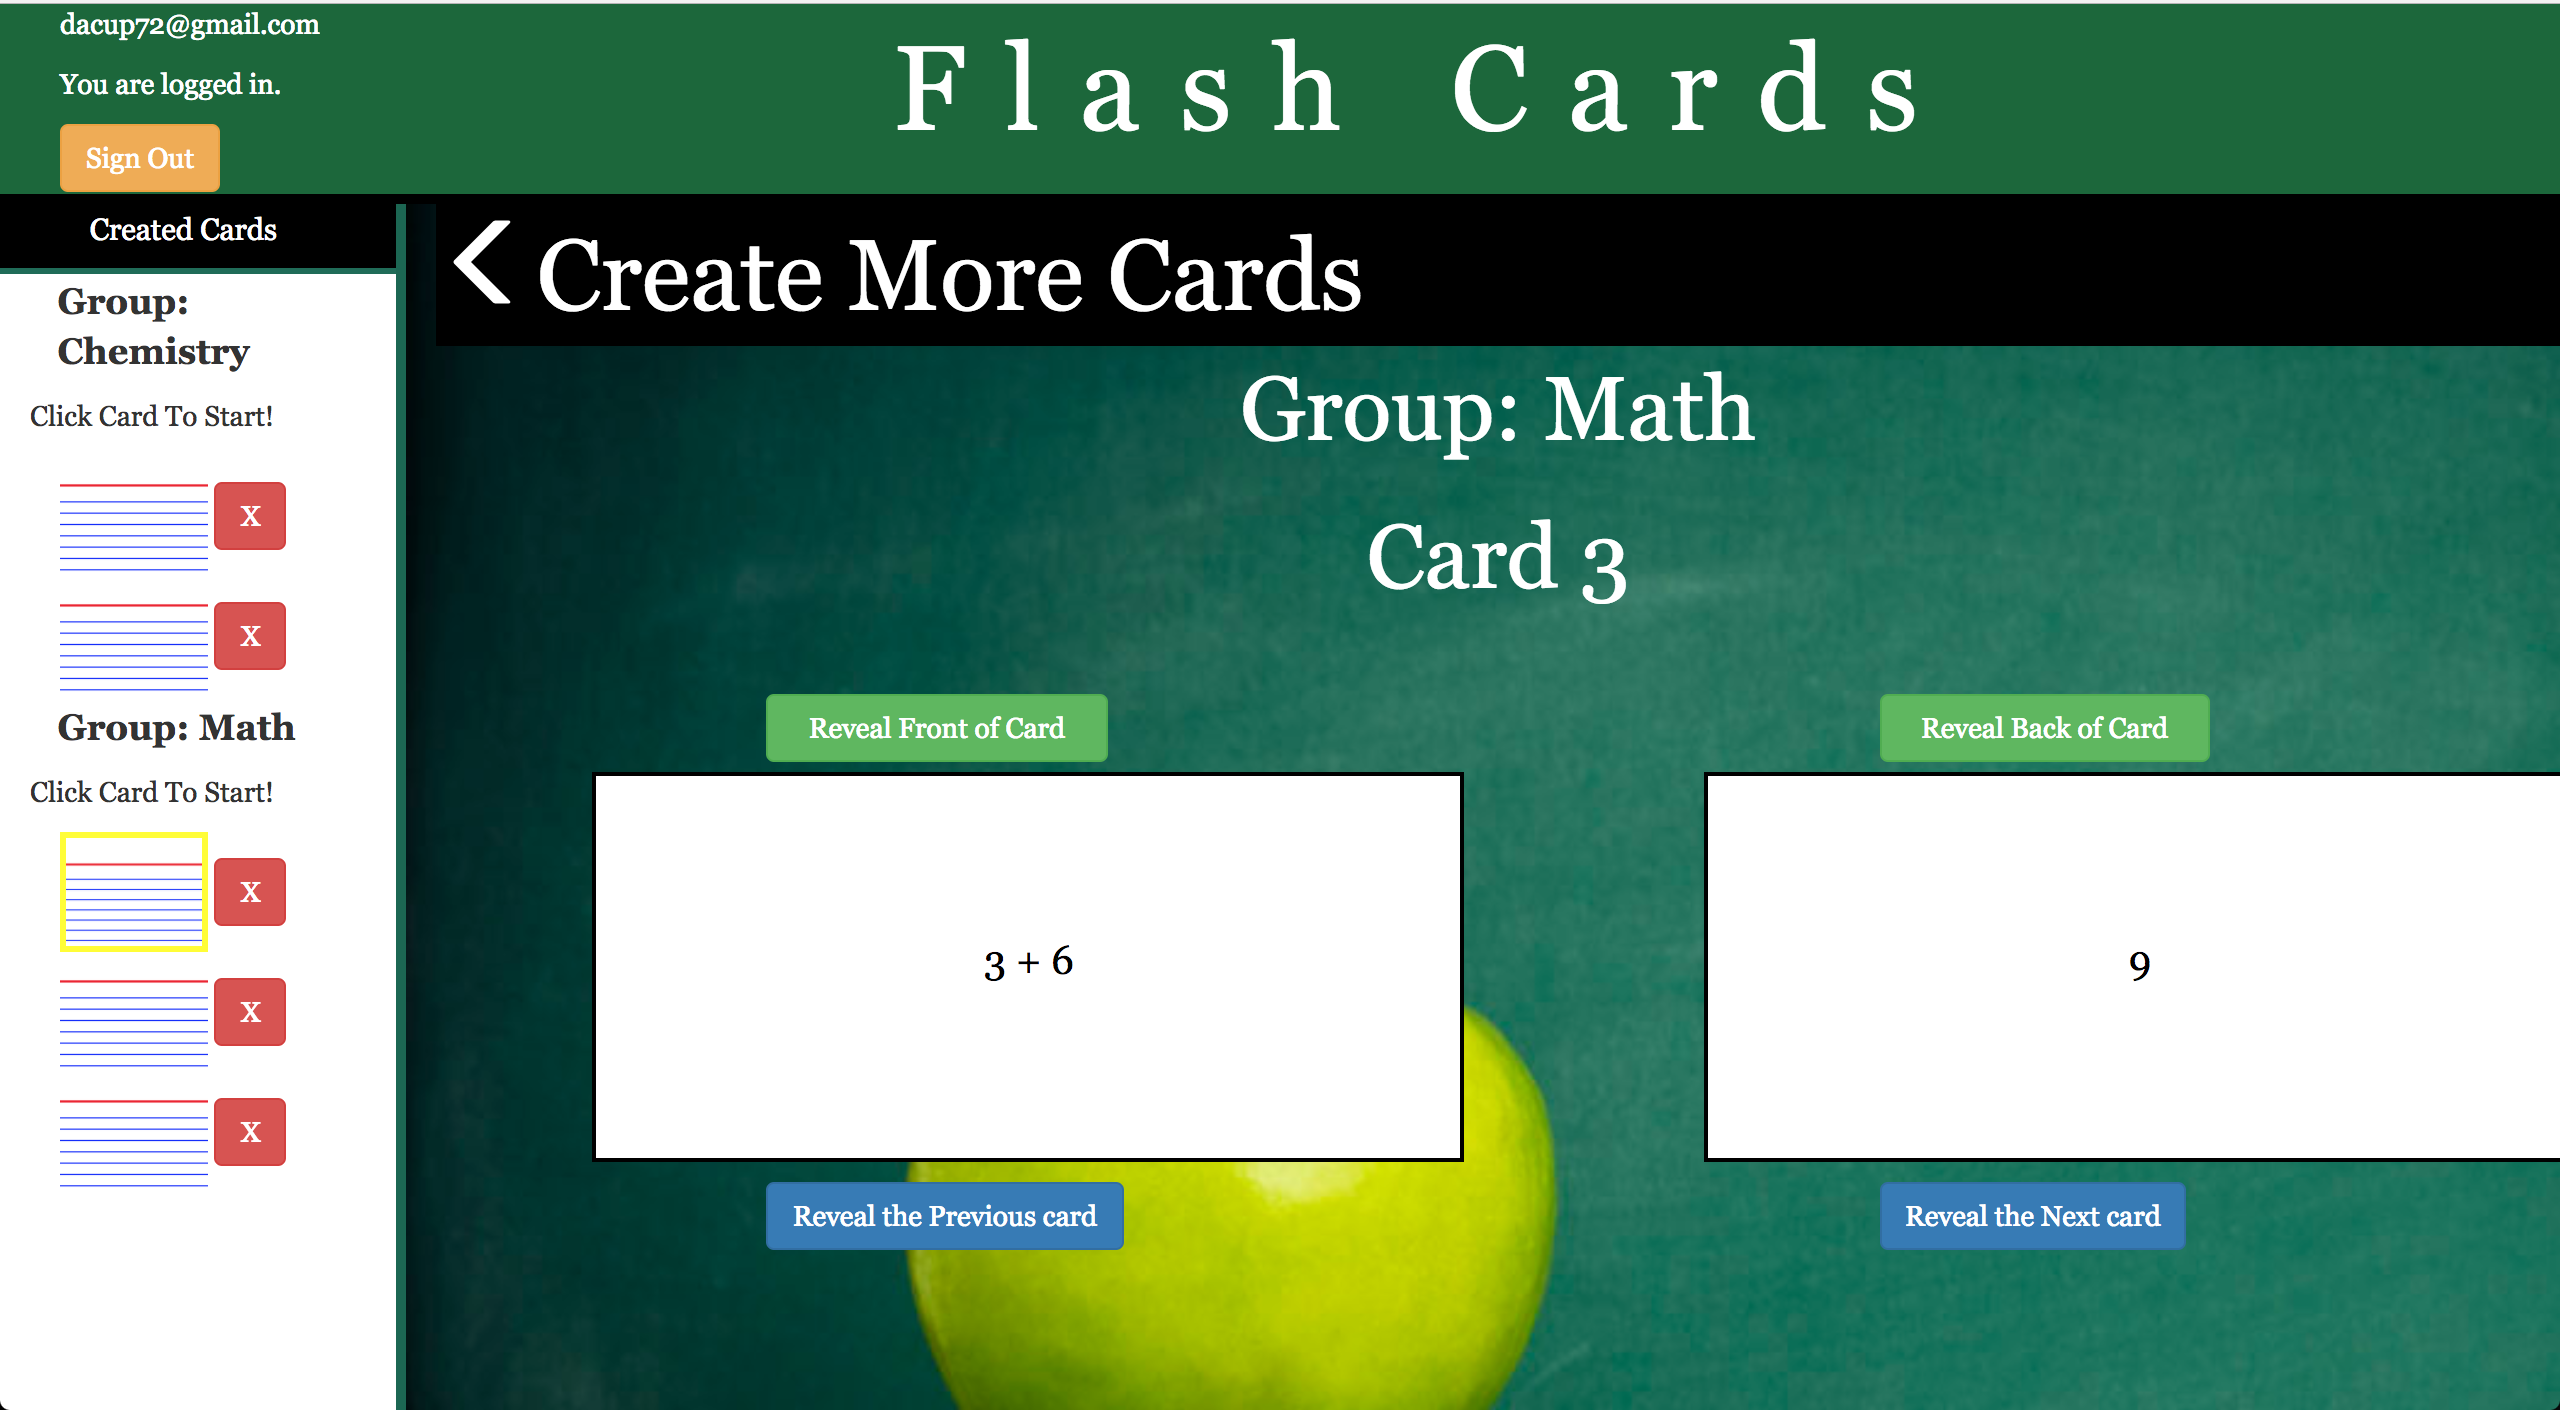 dacup72@gmail.com
You are logged in.
Sign Out
Flash Cards
Created Cards
Group:
Chemistry
Click Card To Start!
X
X
Group: Math
Click Card To Start!
X
X
X
Create More Cards
Group: Math
Card 3
Reveal Front of Card
Reveal Back of Card
3 + 6
9
Reveal the Previous card
Reveal the Next card